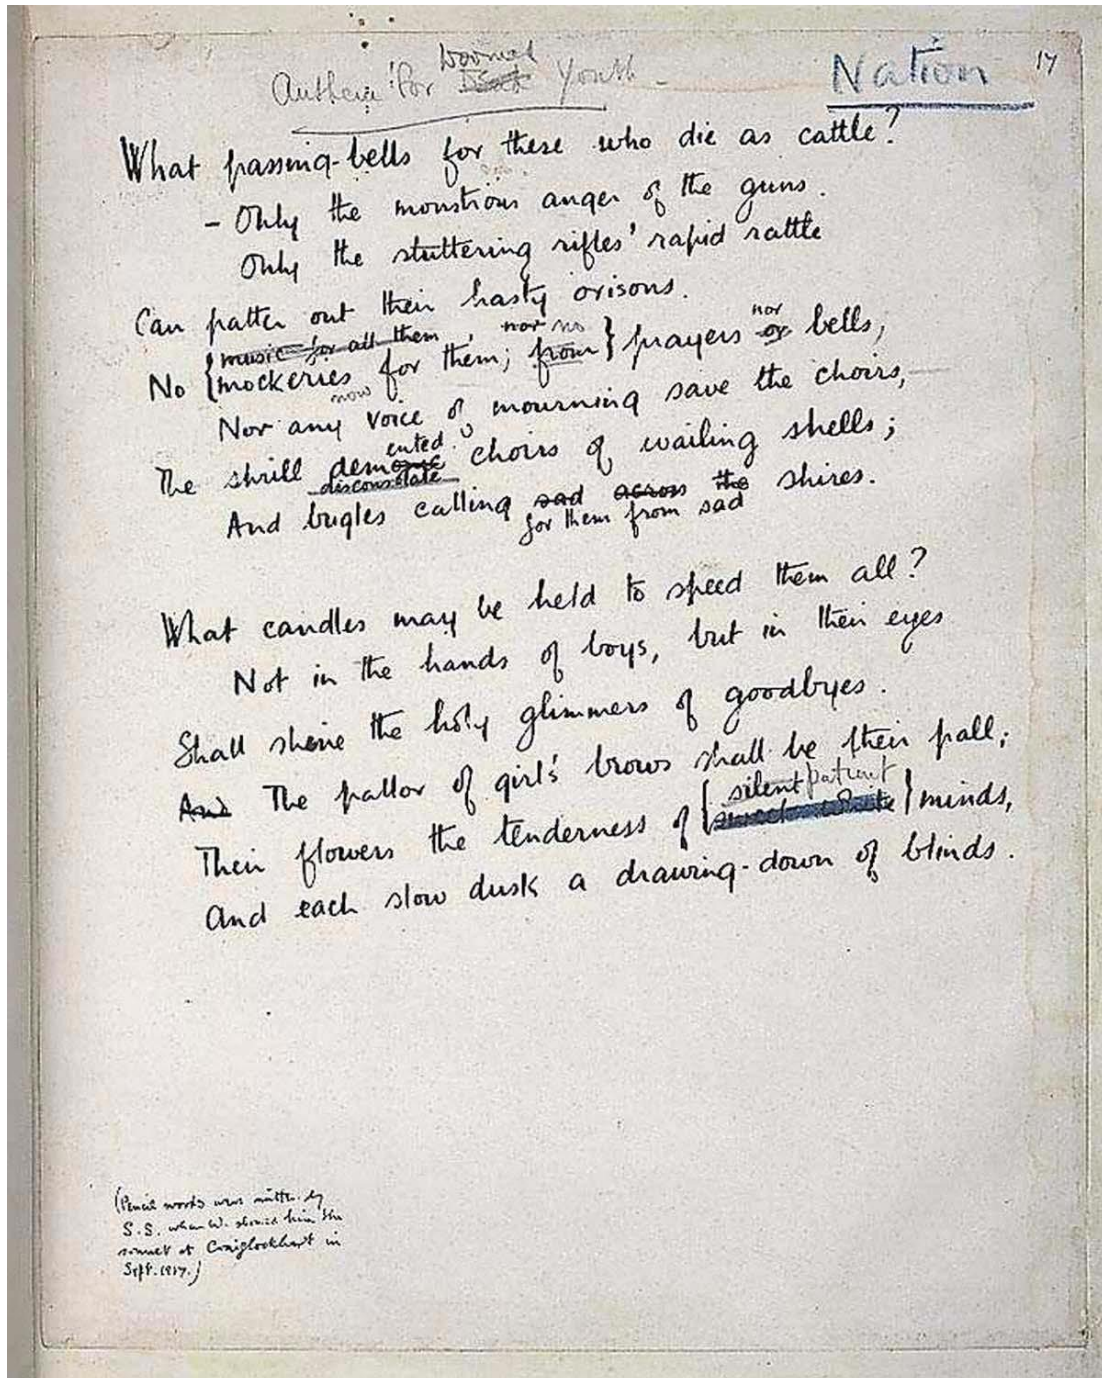 Doomed
Anthem for Dead Youth -
Nation
17
What passing-bells for these who die as cattle?
- Only the monstrous anger of the guns.
Only the stuttering rifles' rapid rattle
Can patter out their hasty orisons.
music for all them, nor no nor
No { mockeries for them; from } prayers or bells,
now
Nor any voice of mourning save the choirs,
ented
The shrill demonic choirs of wailing shells;
disconsolate
And bugles calling sad across the shires.
for them from sad
What candles may be held to speed them all?
Not in the hands of boys, but in their eyes
Shall shine the holy glimmers of goodbyes.
And The pallor of girls' brows shall be their pall;
silent patient
Their flowers the tenderness of { sweet white } minds,
And each slow dusk a drawing-down of blinds.
(Pencil words were written by
S.S. when W. showed him the
sonnet at Craiglockhart in
Sept. 1917.)